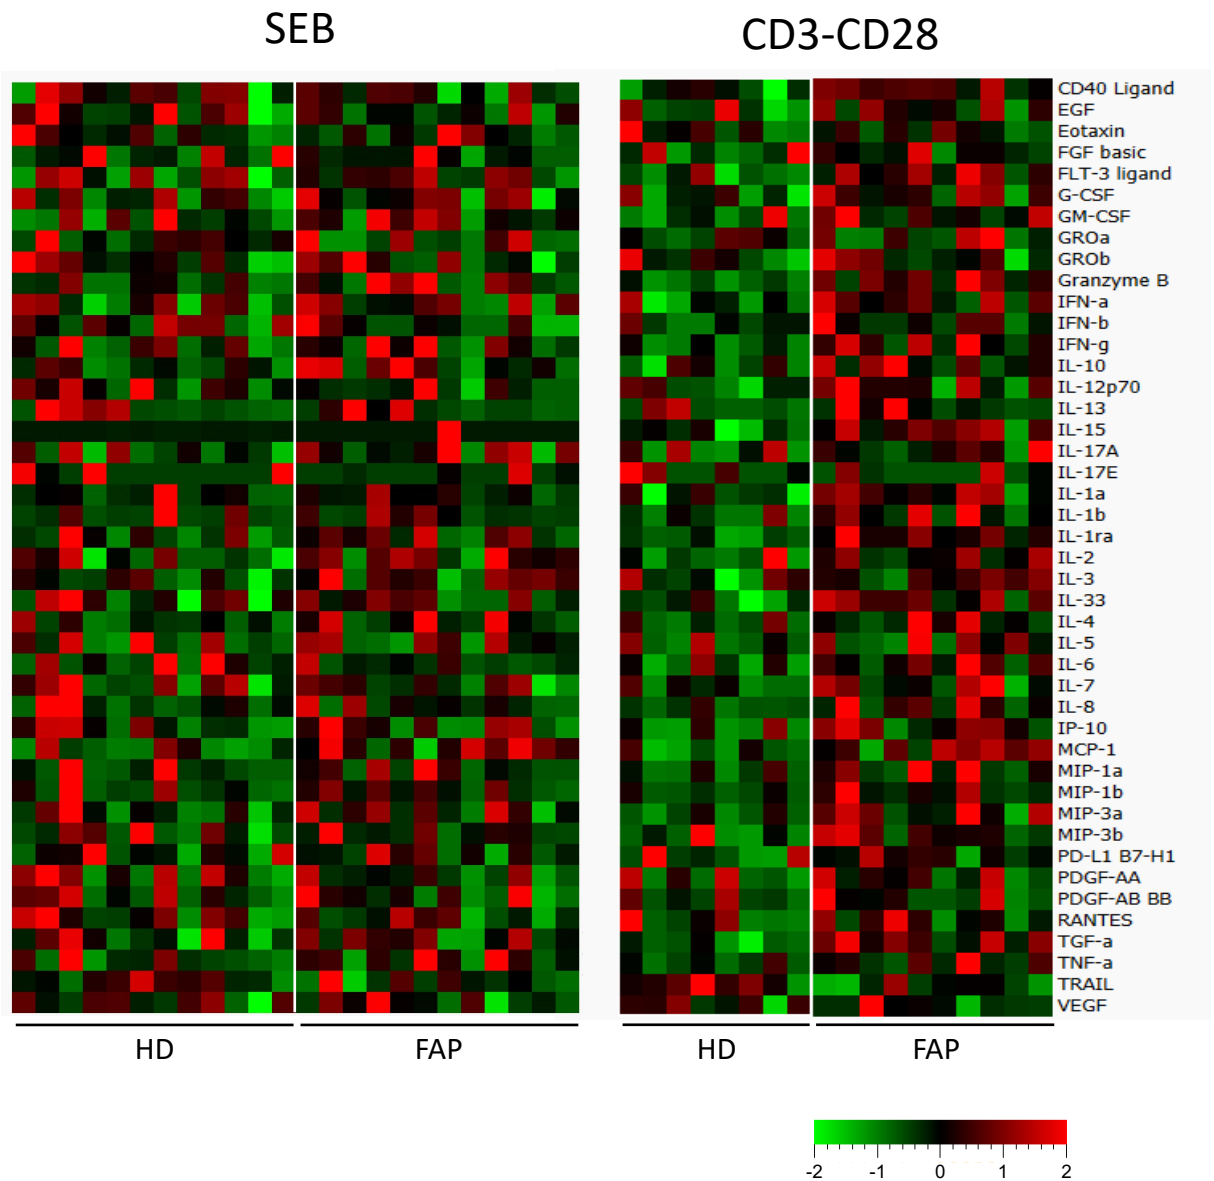 SEB
CD3-CD28
CD40 Ligand
EGF
Eotaxin
FGF basic
FLT-3 ligand
G-CSF
GM-CSF
GROa
GROb
Granzyme B
IFN-a
IFN-b
IFN-g
IL-10
IL-12p70
IL-13
IL-15
IL-17A
IL-17E
IL-1a
IL-1b
IL-1ra
IL-2
IL-3
IL-33
IL-4
IL-5
IL-6
IL-7
IL-8
IP-10
MCP-1
MIP-1a
MIP-1b
MIP-3a
MIP-3b
PD-L1 B7-H1
PDGF-AA
PDGF-AB BB
RANTES
TGF-a
TNF-a
TRAIL
VEGF
HD FAP HD FAP
-2 -1 0 1 2